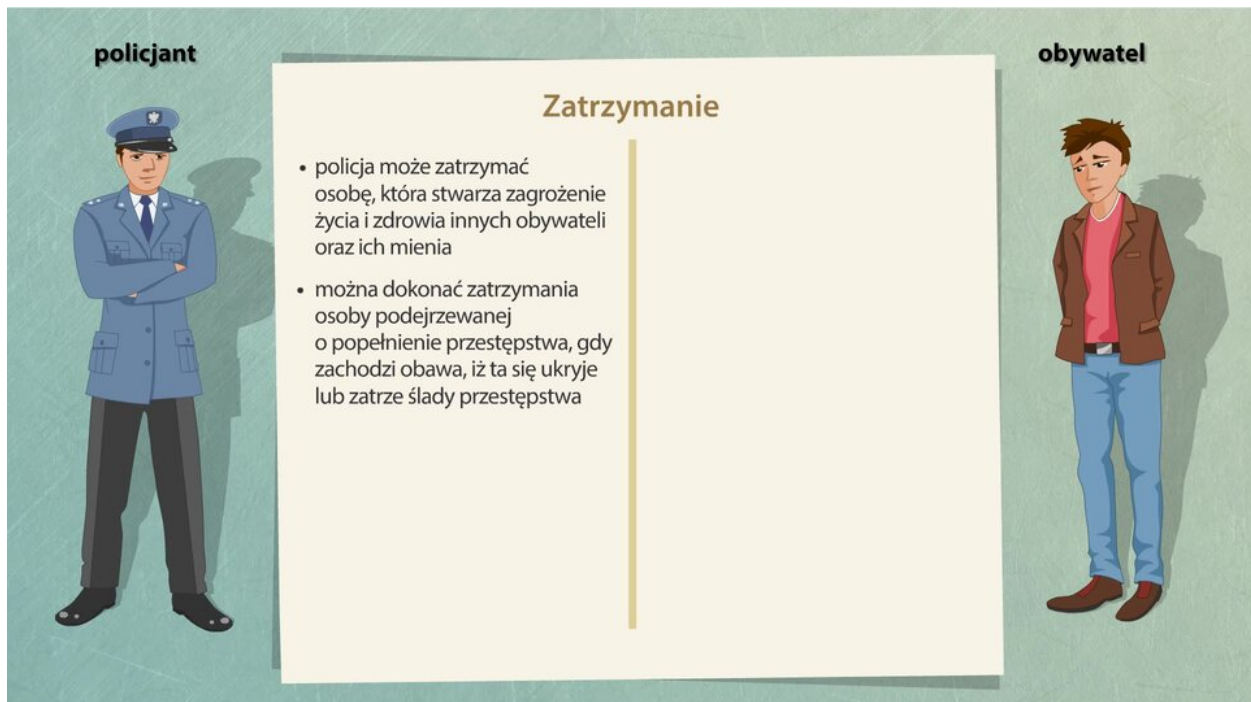 policjant
obywatel
Zatrzymanie
• policja może zatrzymać
osobę, która stwarza zagrożenie
życia i zdrowia innych obywateli
oraz ich mienia
• można dokonać zatrzymania
osoby podejrzewanej
o popełnienie przestępstwa, gdy
zachodzi obawa, iż ta się ukryje
lub zatrze ślady przestępstwa